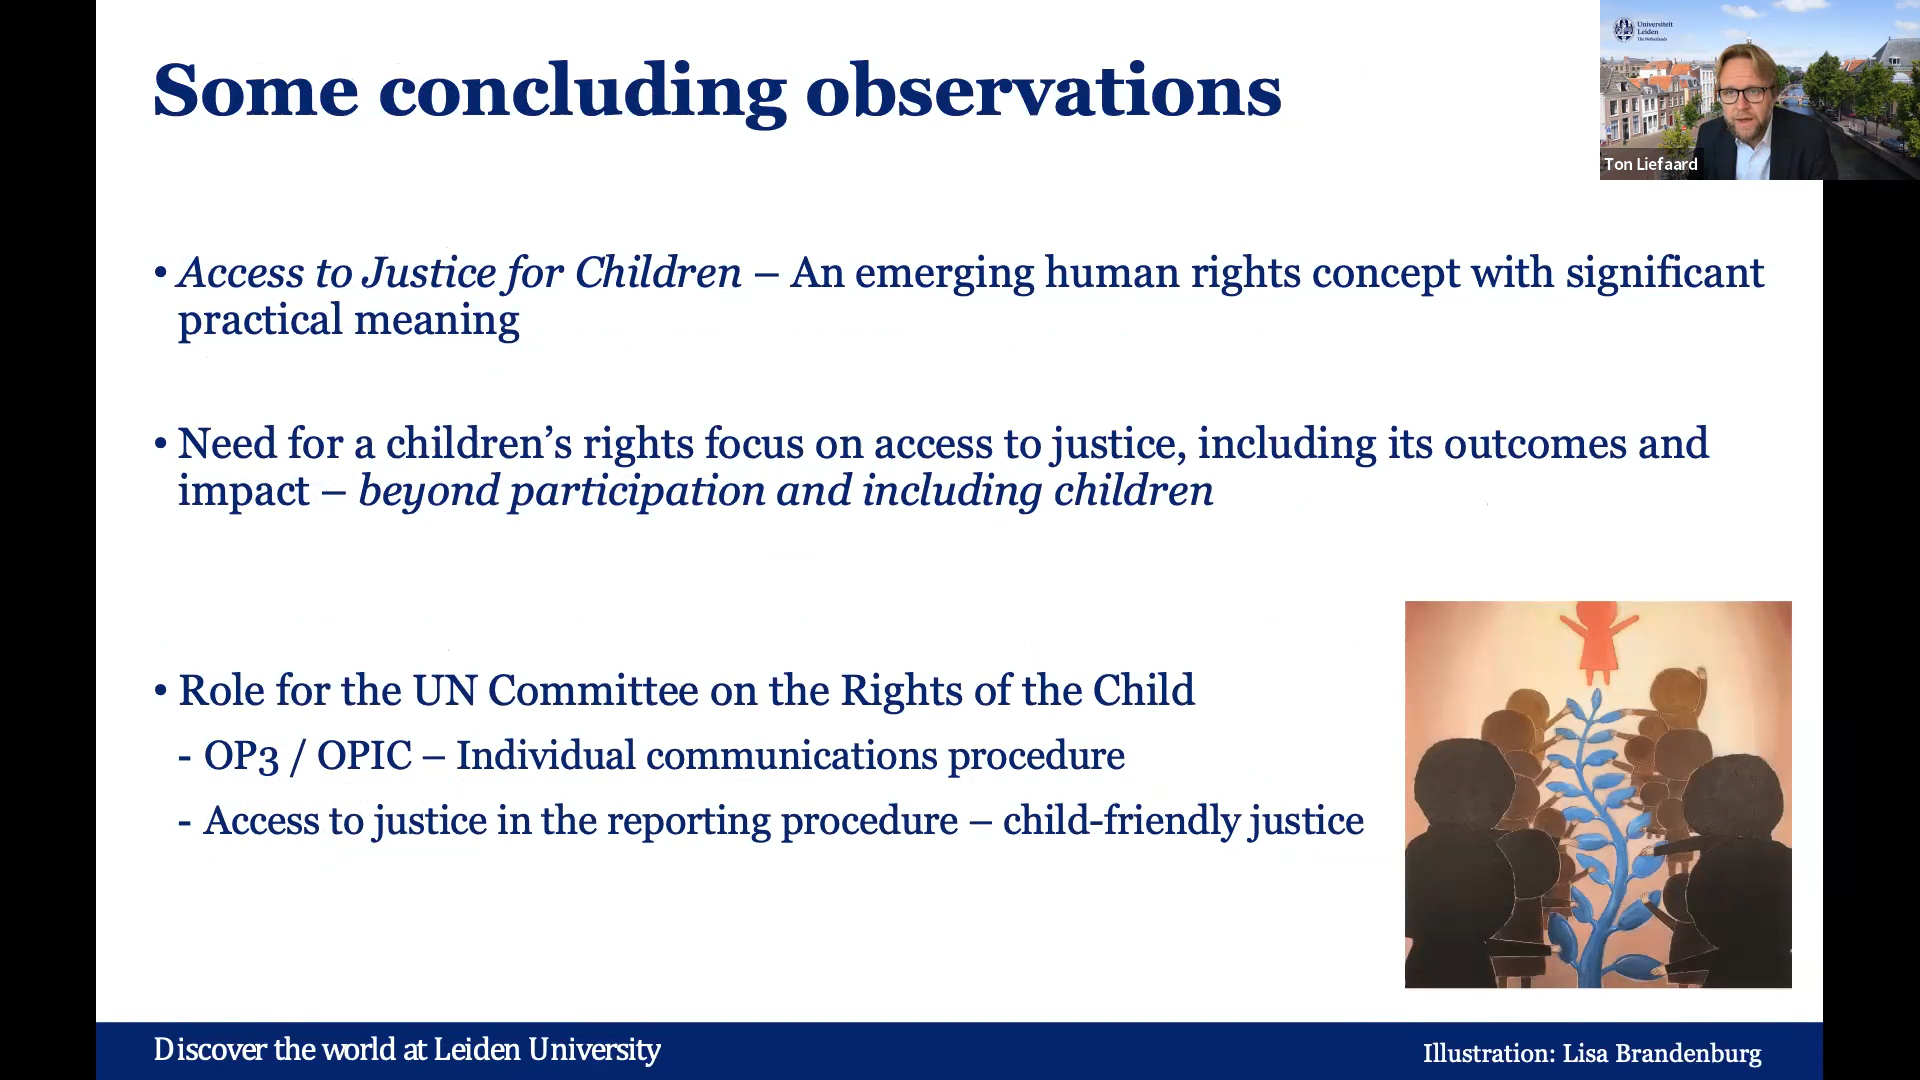 Some concluding observations
Universiteit
Leiden
The Netherlands
Ton Liefaard
• Access to Justice for Children – An emerging human rights concept with significant
practical meaning
• Need for a children’s rights focus on access to justice, including its outcomes and
impact – beyond participation and including children
• Role for the UN Committee on the Rights of the Child
- OP3 / OPIC – Individual communications procedure
- Access to justice in the reporting procedure – child-friendly justice
Discover the world at Leiden University
Illustration: Lisa Brandenburg